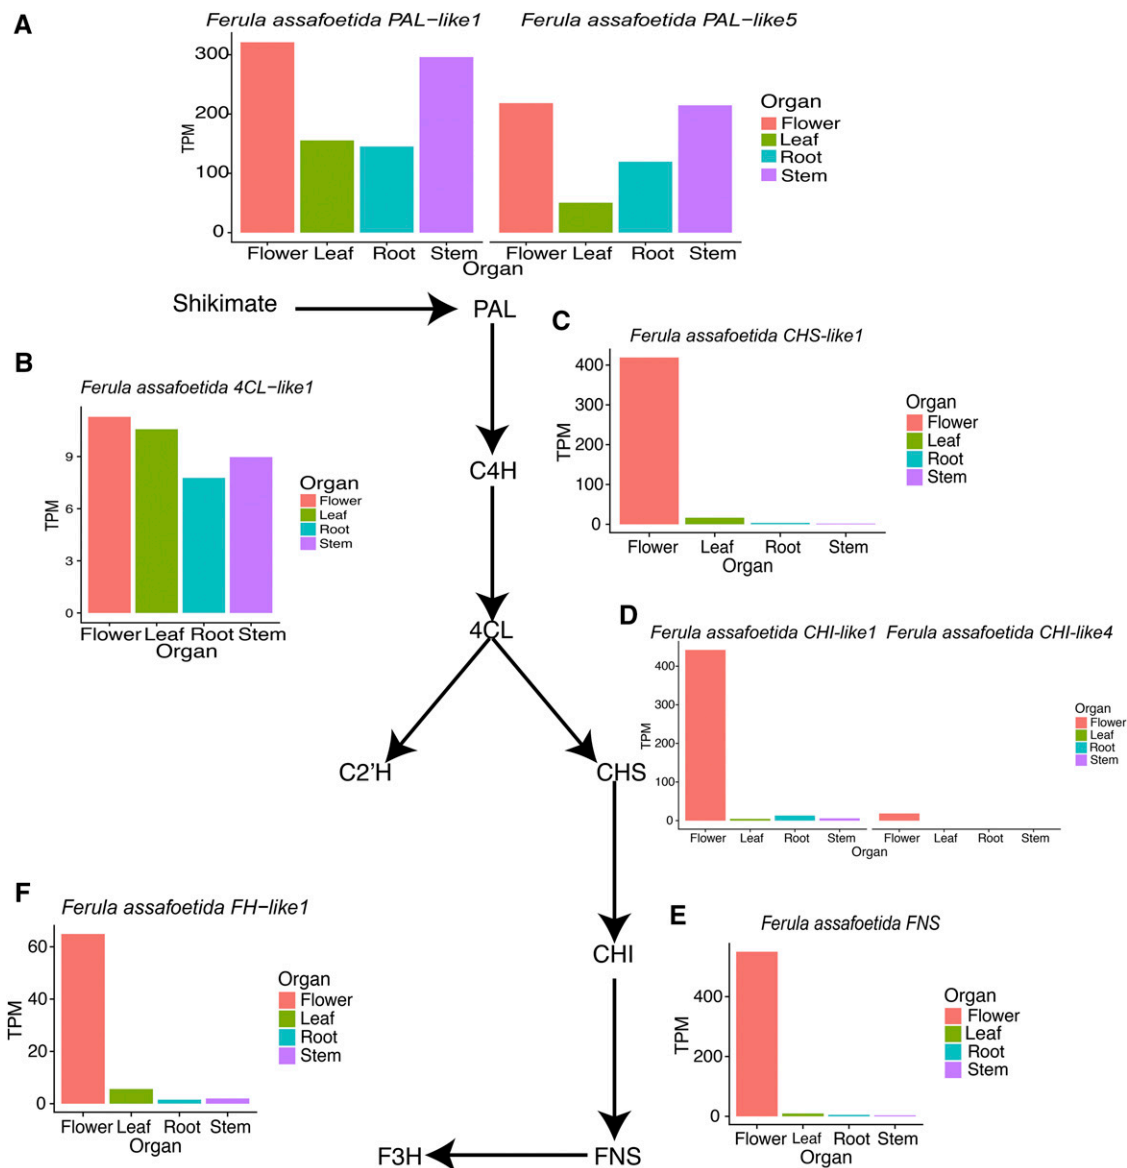 A
Ferula assafoetida PAL−like1
Ferula assafoetida PAL−like5
TPM
300
200
100
0
Flower Leaf Root Stem
Flower Leaf Root Stem
Organ
Organ
Flower
Leaf
Root
Stem
Shikimate
PAL
B
Ferula assafoetida 4CL−like1
TPM
9
6
3
0
Flower Leaf Root Stem
Organ
Organ
Flower
Leaf
Root
Stem
C
Ferula assafoetida CHS-like1
TPM
400
300
200
100
0
Flower Leaf Root Stem
Organ
Organ
Flower
Leaf
Root
Stem
C4H
4CL
C2'H
CHS
D
Ferula assafoetida CHI-like1
Ferula assafoetida CHI-like4
TPM
400
300
200
100
0
Flower Leaf Root Stem
Flower Leaf Root Stem
Organ
Organ
Flower
Leaf
Root
Stem
CHI
F
Ferula assafoetida FH−like1
TPM
60
40
20
0
Flower Leaf Root Stem
Organ
Organ
Flower
Leaf
Root
Stem
E
Ferula assafoetida FNS
TPM
400
200
0
Flower Leaf Root Stem
Organ
Organ
Flower
Leaf
Root
Stem
F3H
FNS